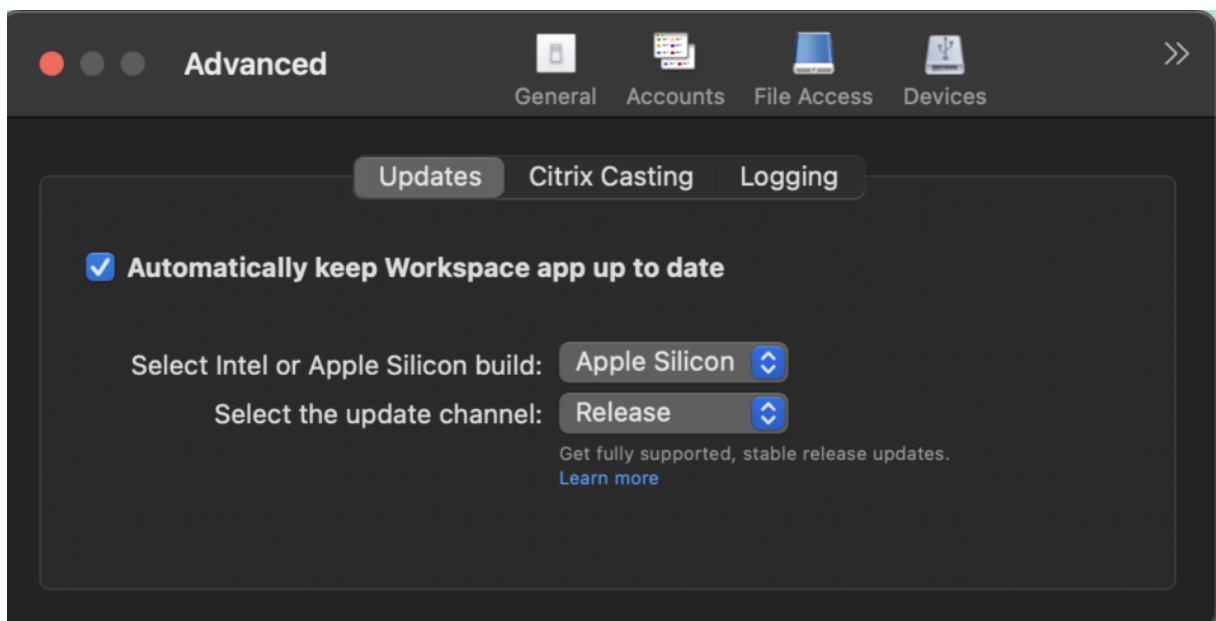 Advanced
General Accounts File Access Devices
Updates Citrix Casting Logging
Automatically keep Workspace app up to date
Select Intel or Apple Silicon build: Apple Silicon
Select the update channel: Release
Get fully supported, stable release updates.
Learn more